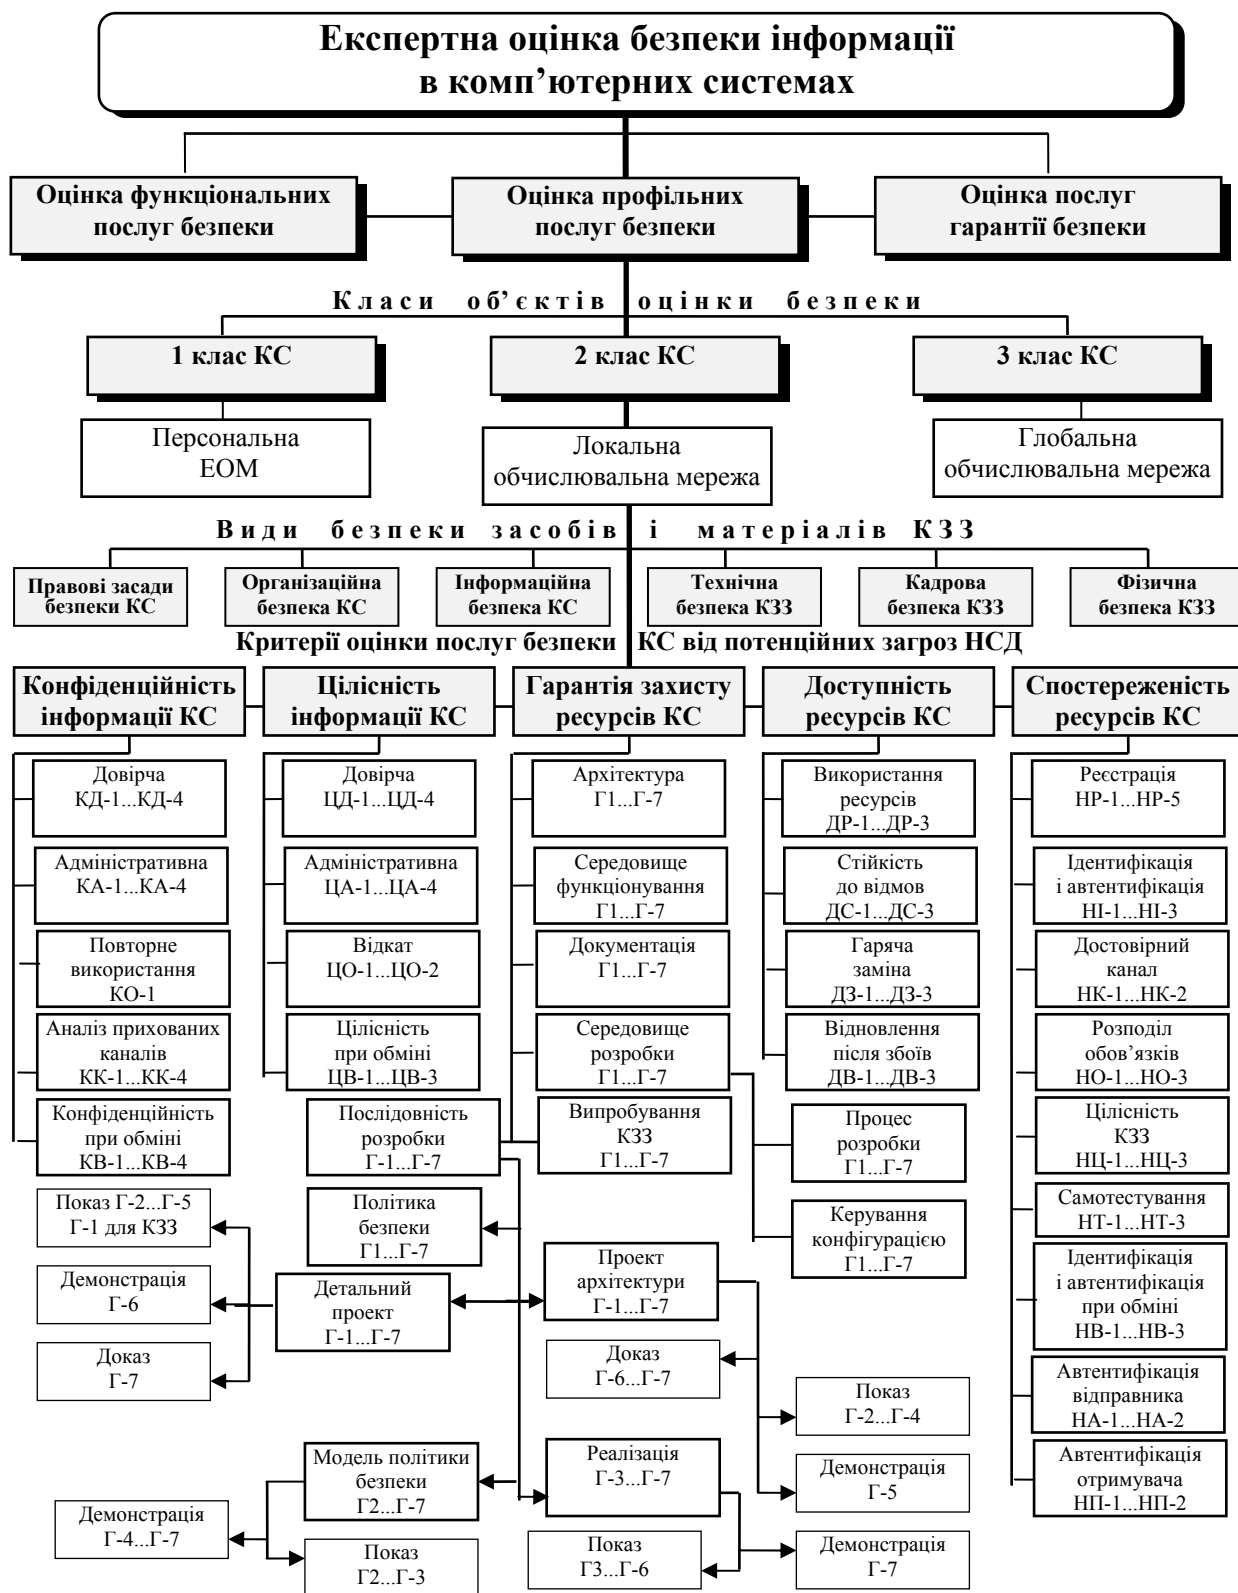 Експертна оцінка безпеки інформації
в комп’ютерних системах
Оцінка функціональних
послуг безпеки
Оцінка профільних
послуг безпеки
Оцінка послуг
гарантії безпеки
Класи об’єктів оцінки безпеки
1 клас КС
2 клас КС
3 клас КС
Персональна
ЕОМ
Локальна
обчислювальна мережа
Глобальна
обчислювальна мережа
Види безпеки засобів і матеріалів КЗЗ
Правові засади
безпеки КС
Організаційна
безпека КС
Інформаційна
безпека КС
Технічна
безпека КЗЗ
Кадрова
безпека КЗЗ
Фізична
безпека КЗЗ
Критерії оцінки послуг безпеки КС від потенційних загроз НСД
Конфіденційність
інформації КС
Цілісність
інформації КС
Гарантія захисту
ресурсів КС
Доступність
ресурсів КС
Спостереженість
ресурсів КС
Довірча
КД-1...КД-4
Адміністративна
КА-1...КА-4
Повторне
використання
КО-1
Аналіз прихованих
каналів
КК-1...КК-4
Конфіденційність
при обміні
КВ-1...КВ-4
Довірча
ЦД-1...ЦД-4
Адміністративна
ЦА-1...ЦА-4
Відкат
ЦО-1...ЦО-2
Цілісність
при обміні
ЦВ-1...ЦВ-3
Архітектура
Г1...Г-7
Середовище
функціонування
Г1...Г-7
Документація
Г1...Г-7
Середовище
розробки
Г1...Г-7
Випробування
КЗЗ
Г1...Г-7
Використання
ресурсів
ДР-1...ДР-3
Стійкість
до відмов
ДС-1...ДС-3
Гаряча
заміна
ДЗ-1...ДЗ-3
Відновлення
після збоїв
ДВ-1...ДВ-3
Процес
розробки
Г1...Г-7
Керування
конфігурацією
Г1...Г-7
Реєстрація
НР-1...НР-5
Ідентифікація
і автентифікація
НІ-1...НІ-3
Достовірний
канал
НК-1...НК-2
Розподіл
обов’язків
НО-1...НО-3
Цілісність
КЗЗ
НЦ-1...НЦ-3
Самотестування
НТ-1...НТ-3
Ідентифікація
і автентифікація
при обміні
НВ-1...НВ-3
Автентифікація
відправника
НА-1...НА-2
Автентифікація
отримувача
НП-1...НП-2
Послідовність
розробки
Г-1...Г-7
Політика
безпеки
Г1...Г-7
Показ Г-2...Г-5
Г-1 для КЗЗ
Демонстрація
Г-6
Доказ
Г-7
Детальний
проект
Г-1...Г-7
Проект
архітектури
Г-1...Г-7
Доказ
Г-6...Г-7
Показ
Г-2...Г-4
Демонстрація
Г-5
Модель політики
безпеки
Г2...Г-7
Реалізація
Г-3...Г-7
Демонстрація
Г-4...Г-7
Показ
Г2...Г-3
Показ
Г3...Г-6
Демонстрація
Г-7